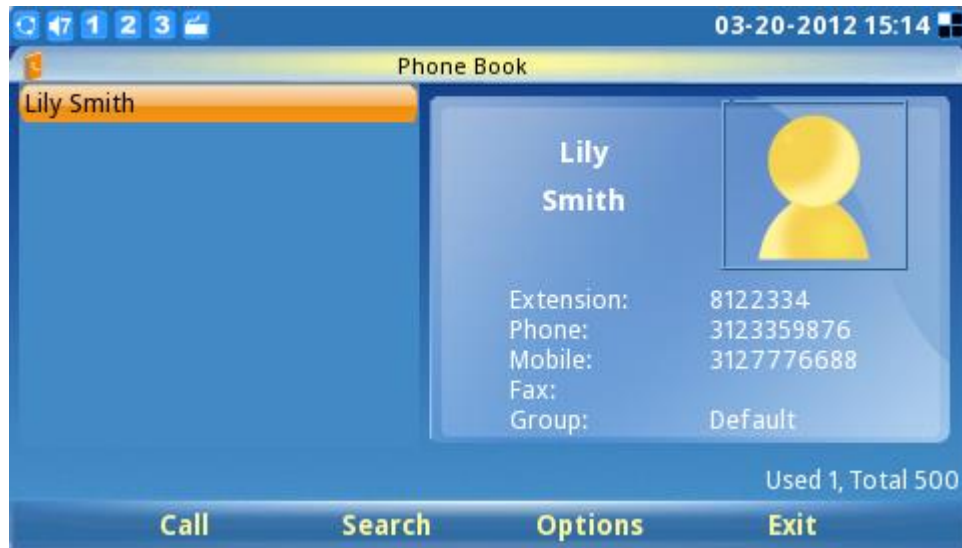 7 1 2 3 03-20-2012 15:14
Phone Book
Lily Smith
Lily
Smith
Extension: 8122334
Phone: 3123359876
Mobile: 3127776688
Fax:
Group: Default
Used 1, Total 500
Call Search Options Exit